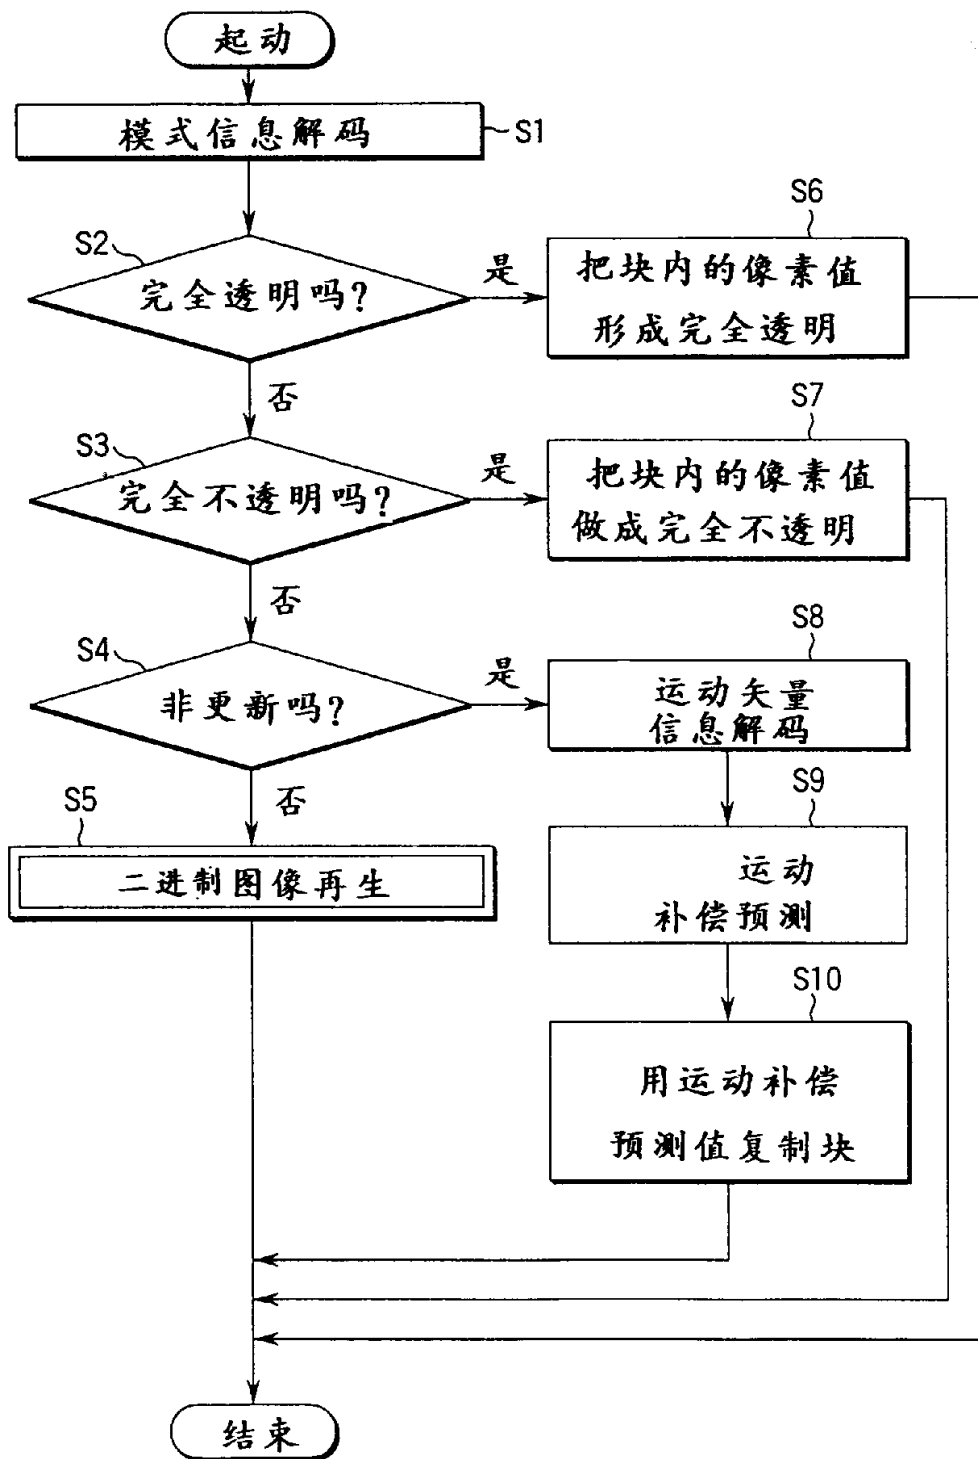 起动
模式信息解码
S1
S2
完全透明吗?
是
S6
把块内的像素值
形成完全透明
否
S3
完全不透明吗?
是
S7
把块内的像素值
做成完全不透明
否
S4
非更新吗?
是
S8
运动矢量
信息解码
否
S5
二进制图像再生
S9
运动
补偿预测
S10
用运动补偿
预测值复制块
结束